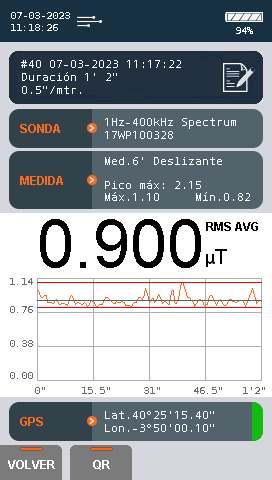 07-03-2023
11:18:26
94%
#40 07-03-2023 11:17:22
Duración 1' 2"
0.5"/mtr.
SONDA
1Hz-400kHz Spectrum
17WP100328
MEDIDA
Med.6' Deslizante
Pico máx: 2.15
Máx.1.10 Mín.0.82
0.900 RMS AVG
µT
1.14
0.76
0.38
0.00
0" 15.5" 31" 46.5" 1'2"
GPS
Lat.40°25'15.40"
Lon.-3°50'00.10"
VOLVER QR